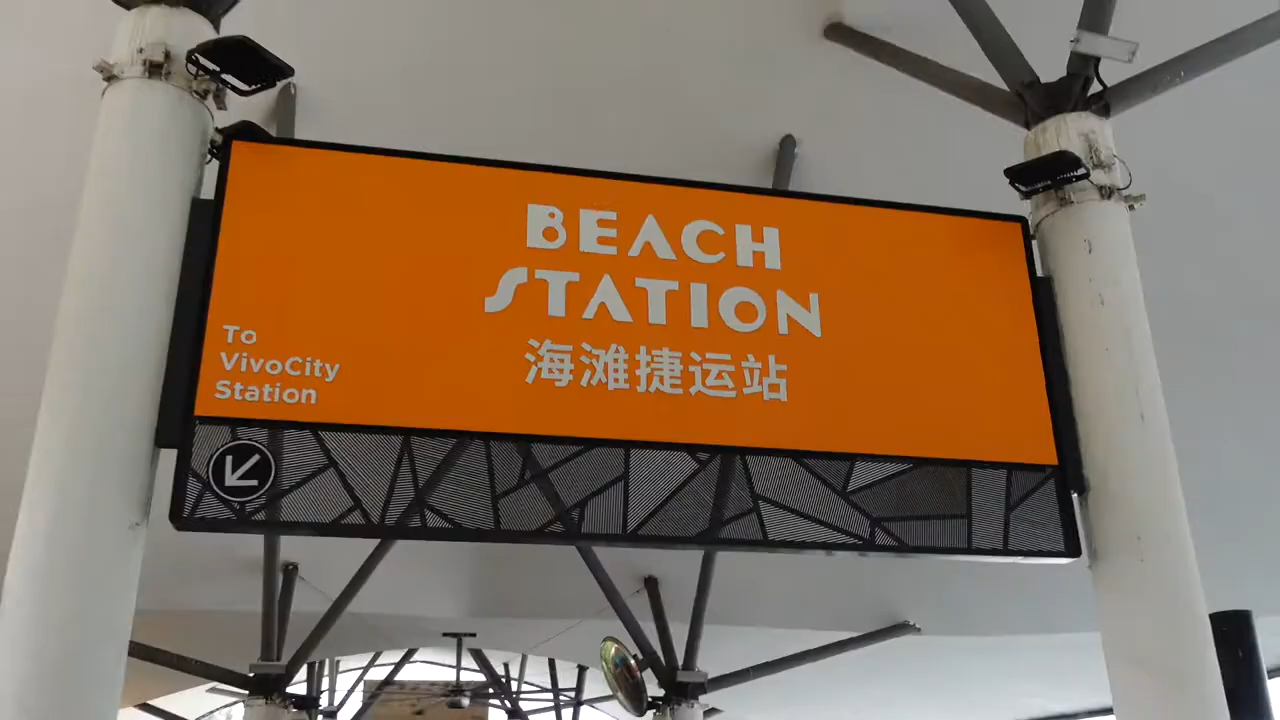 BEACH
STATION
海滩捷运站
To
VivoCity
Station